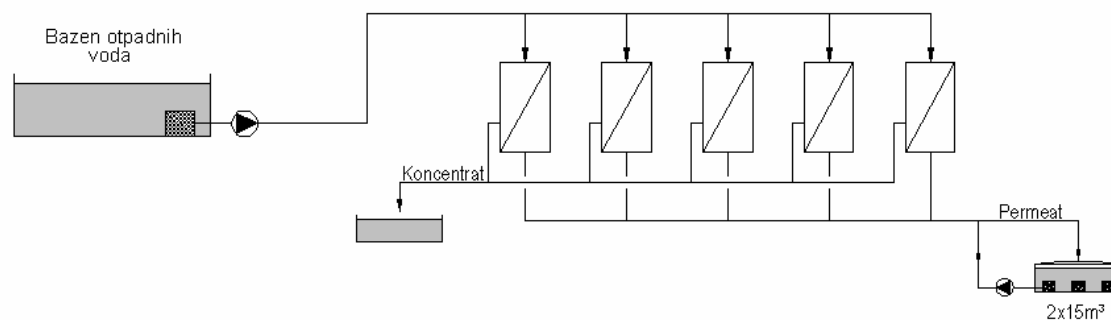 Bazen otpadnih
voda
Koncentrat
Permeat
2x15m³